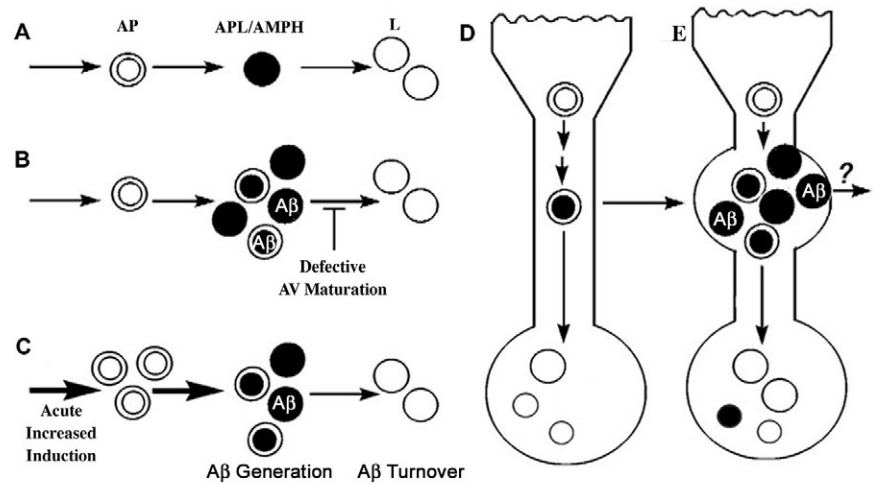 A
AP
APL/AMPH
L
B
Aβ
Aβ
Defective
AV Maturation
C
Acute
Increased
Induction
Aβ
Aβ Generation
Aβ Turnover
D
E
Aβ
Aβ
?